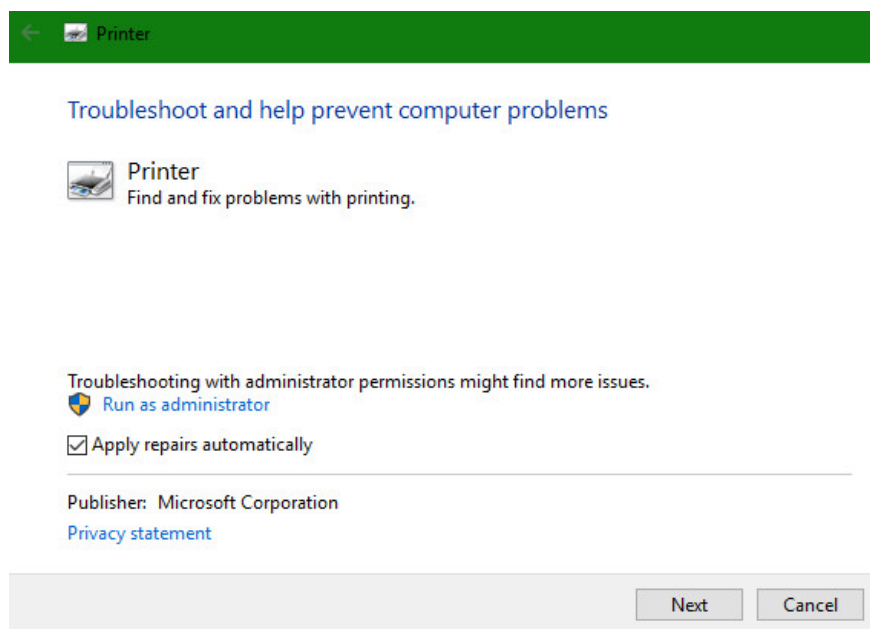 Printer
Troubleshoot and help prevent computer problems
Printer
Find and fix problems with printing.
Troubleshooting with administrator permissions might find more issues.
Run as administrator
Apply repairs automatically
Publisher: Microsoft Corporation
Privacy statement
Next Cancel